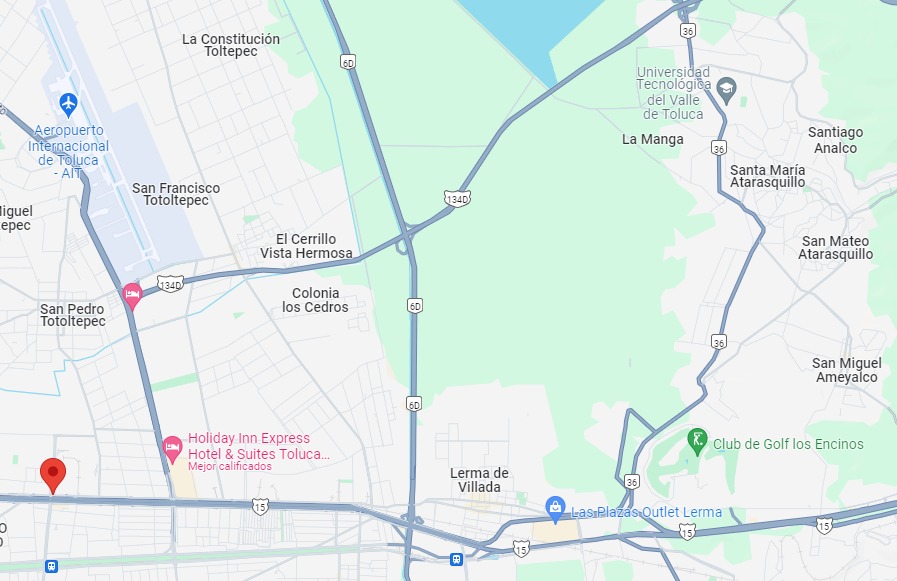 La Constitución
Toltepec
36
6D
Universidad
Tecnológica
del Valle
de Toluca
Aeropuerto
Internacional
de Toluca
- AIT
La Manga
Santiago
Analco
36
Santa María
Atarasquillo
San Francisco
Totoltepec
134D
El Cerrillo
Vista Hermosa
San Mateo
Atarasquillo
134D
Colonia
los Cedros
6D
San Pedro
Totoltepec
36
San Miguel
Ameyalco
6D
Holiday Inn Express
Hotel & Suites Toluca...
Mejor calificados
Club de Golf los Encinos
Lerma de
Villada
36
15
Las Plazas Outlet Lerma
15
15
15